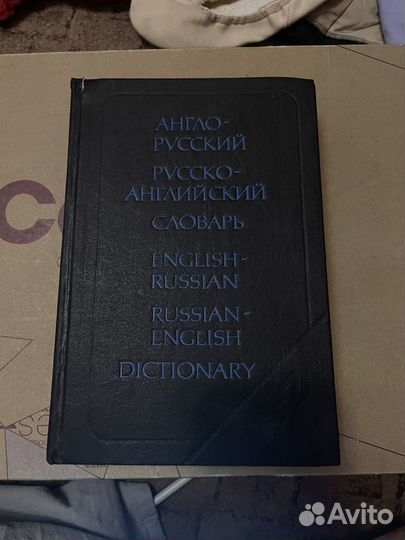 АНГЛО-
РУССКИЙ
РУССКО-
АНГЛИЙСКИЙ
СЛОВАРЬ
ENGLISH-
RUSSIAN
RUSSIAN-
ENGLISH
DICTIONARY
Avito